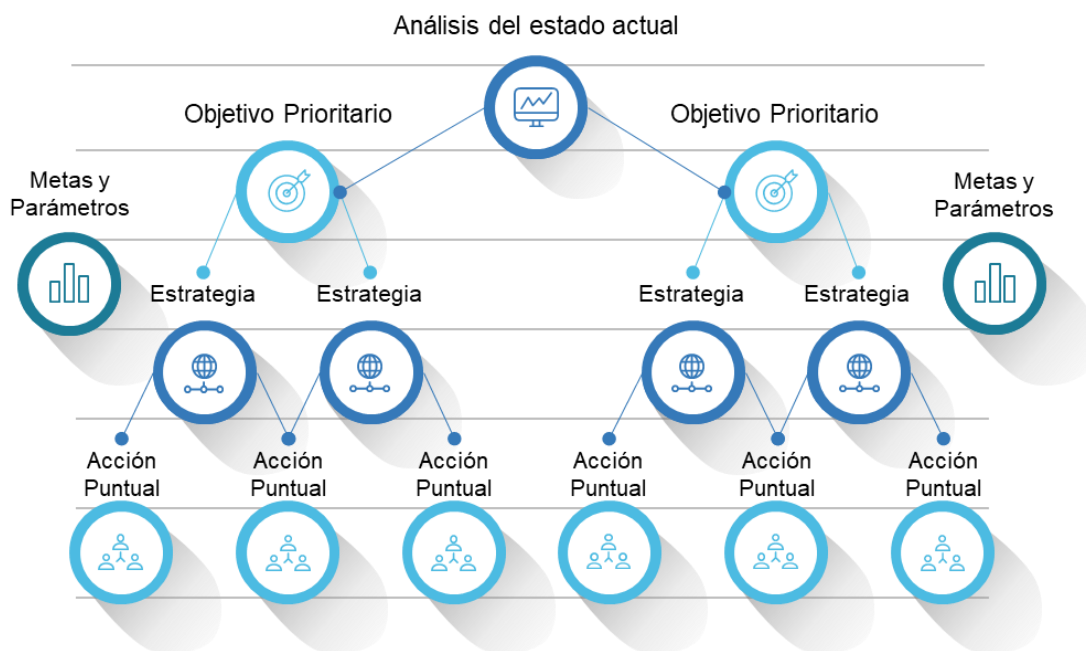 Análisis del estado actual
Objetivo Prioritario
Objetivo Prioritario
Metas y
Parámetros
Metas y
Parámetros
Estrategia
Estrategia
Estrategia
Estrategia
Acción
Puntual
Acción
Puntual
Acción
Puntual
Acción
Puntual
Acción
Puntual
Acción
Puntual